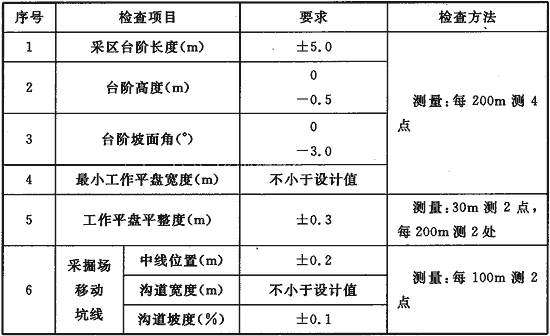 序号 检查项目 要求 检查方法
1 采区台阶长度(m) ±5.0
2 台阶高度(m) 0
−0.5
3 台阶坡面角(°) 0
−3.0
测量:每 200m 测 4
点
4 最小工作平盘宽度(m) 不小于设计值
5 工作平盘平整度(m) ±0.3 测量:30m 测 2 点,
每 200m 测 2 处
6 采掘场
移动
坑线
中线位置(m) ±0.2
沟道宽度(m) 不小于设计值
沟道坡度(%) ±0.1
测量:每 100m 测 2
点